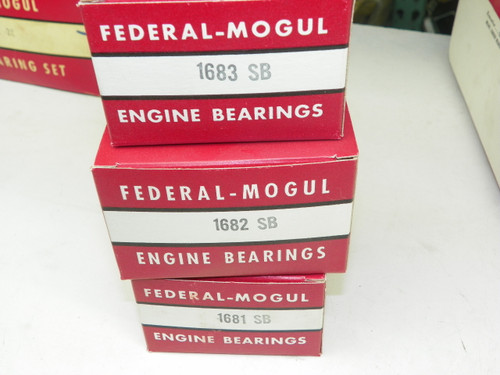 MOGUL
ARING SET
FEDERAL-MOGUL
1683 SB
ENGINE BEARINGS
FEDERAL-MOGUL
1682 SB
ENGINE BEARINGS
FEDERAL-MOGUL
1681 SB
ENGINE BEARINGS